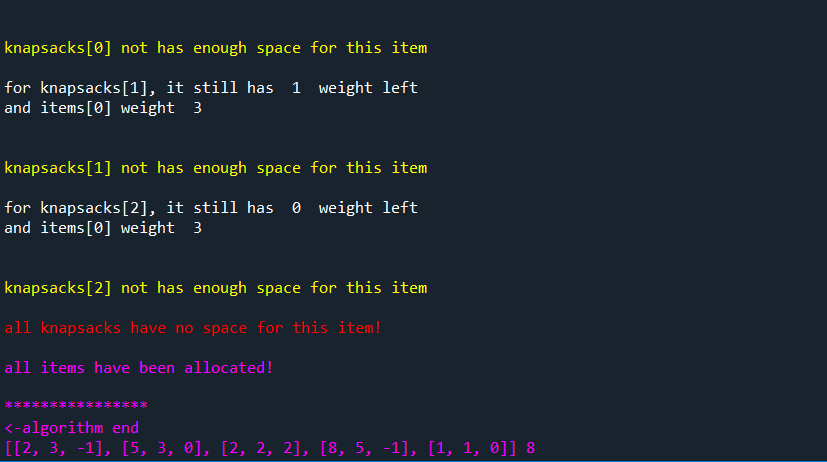 knapsacks[0] not has enough space for this item
for knapsacks[1], it still has  1  weight left
and items[0] weight  3
knapsacks[1] not has enough space for this item
for knapsacks[2], it still has  0  weight left
and items[0] weight  3
knapsacks[2] not has enough space for this item
all knapsacks have no space for this item!
all items have been allocated!
****************
<-algorithm end
[[2, 3, -1], [5, 3, 0], [2, 2, 2], [8, 5, -1], [1, 1, 0]] 8